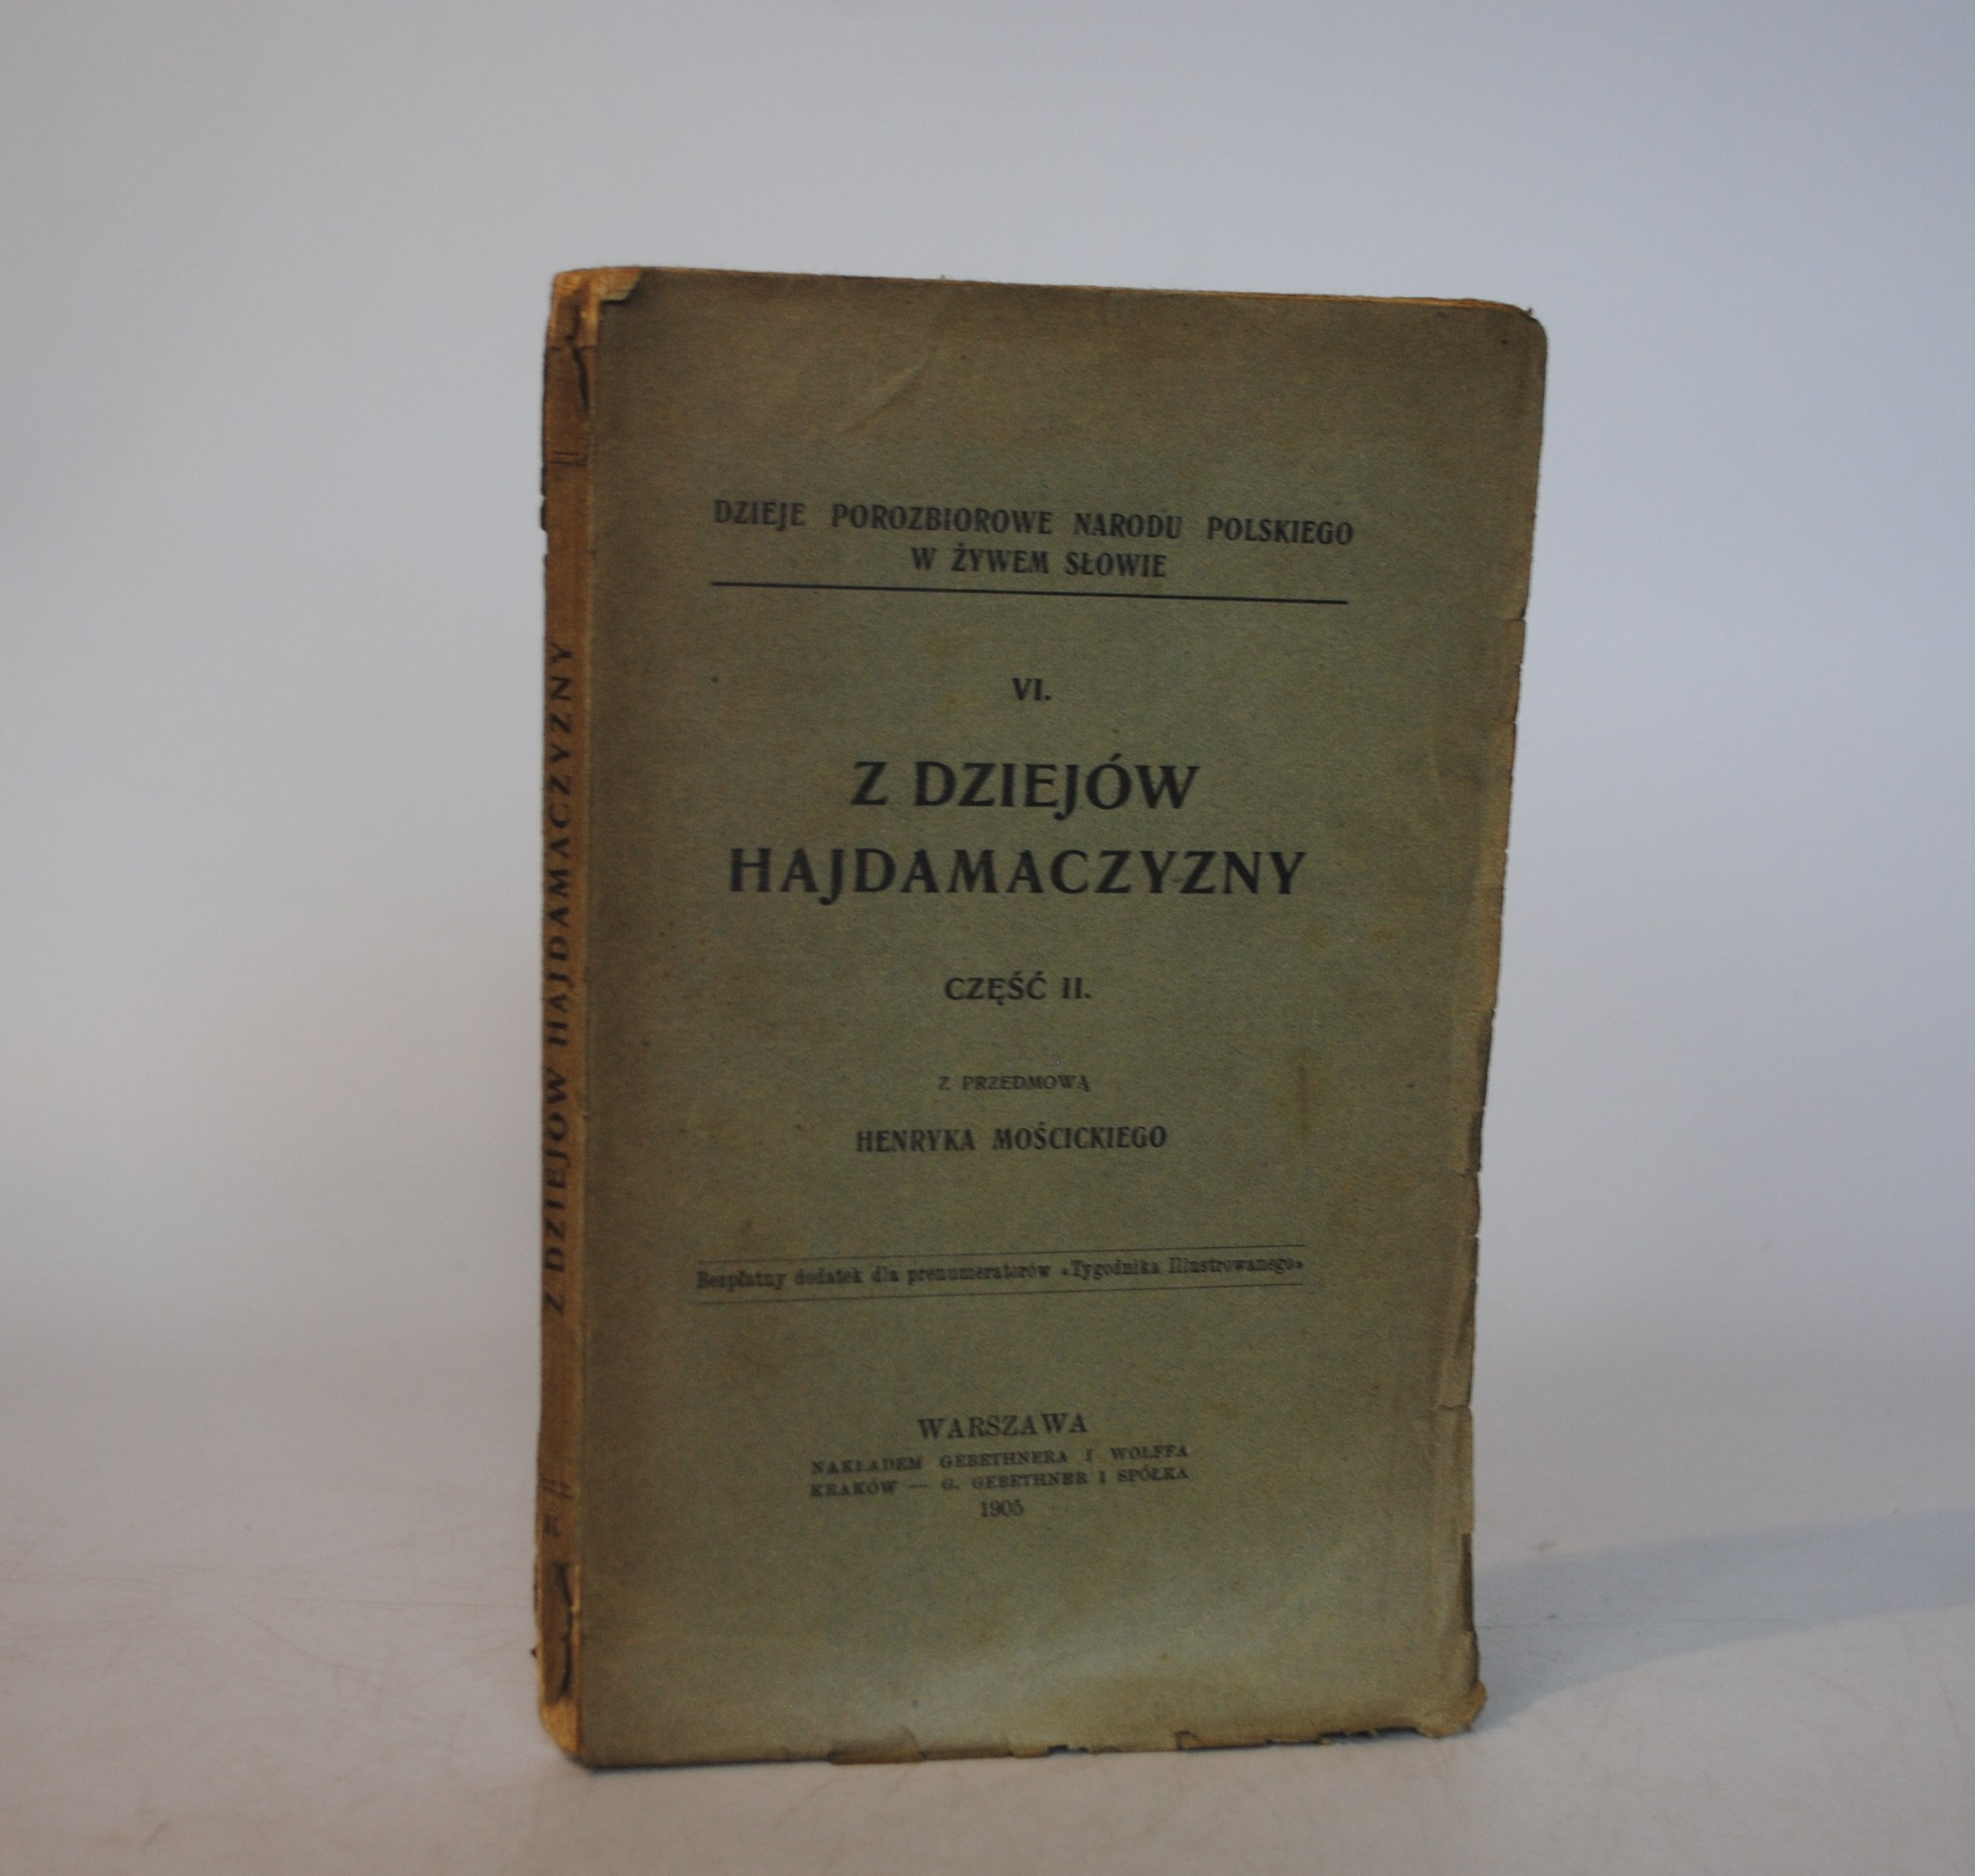 DZIEJE POROZBIOROWE NARODU POLSKIEGO
W ŻYWEM SŁOWIE
VI.
Z DZIEJÓW
HAJDAMACZYZNY
CZĘŚĆ II.
Z PRZEDMOWĄ
HENRYKA MOŚCICKIEGO
Bezpłatny dodatek dla prenumeratorów «Tygodnika Illustrowanego»
WARSZAWA
NAKŁADEM GEBETHNERA I WOLFFA
KRAKÓW — G. GEBETHNER I SPÓŁKA
1905
Z DZIEJÓW HAJDAMACZYZNY